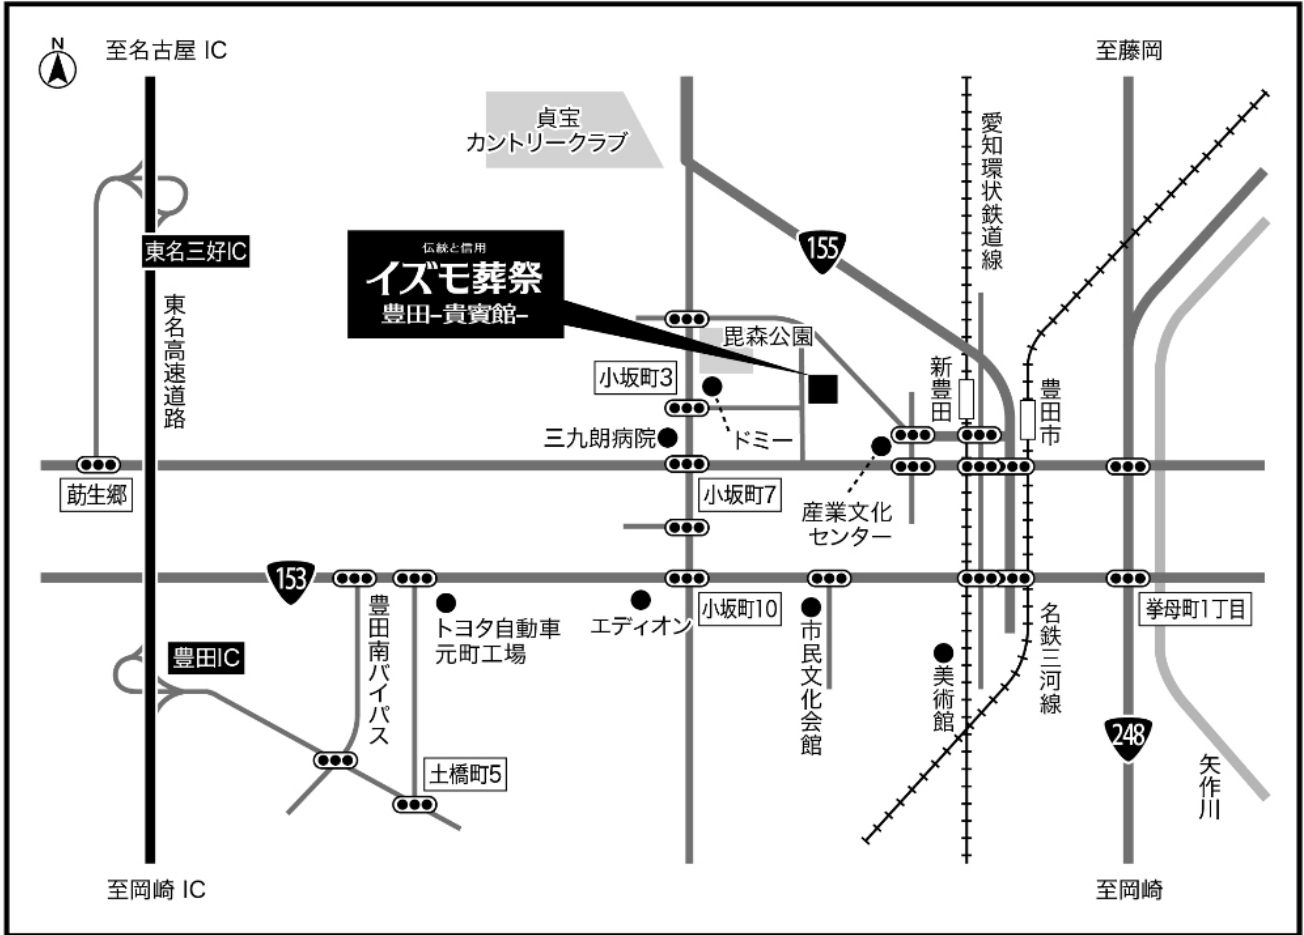 N
至名古屋 IC
至藤岡
貞宝
カントリークラブ
愛知環状鉄道線
155
東名三好IC
伝統と信用
イズモ葬祭
豊田-貴賓館-
東名高速道路
毘森公園
小坂町3
新豊田
豊田市
三九朗病院
ドミー
莇生郷
小坂町7
産業文化
センター
153
豊田南バイパス
トヨタ自動車
元町工場
エディオン
小坂町10
市民文化会館
美術館
名鉄三河線
挙母町1丁目
豊田IC
248
土橋町5
矢作川
至岡崎 IC
至岡崎